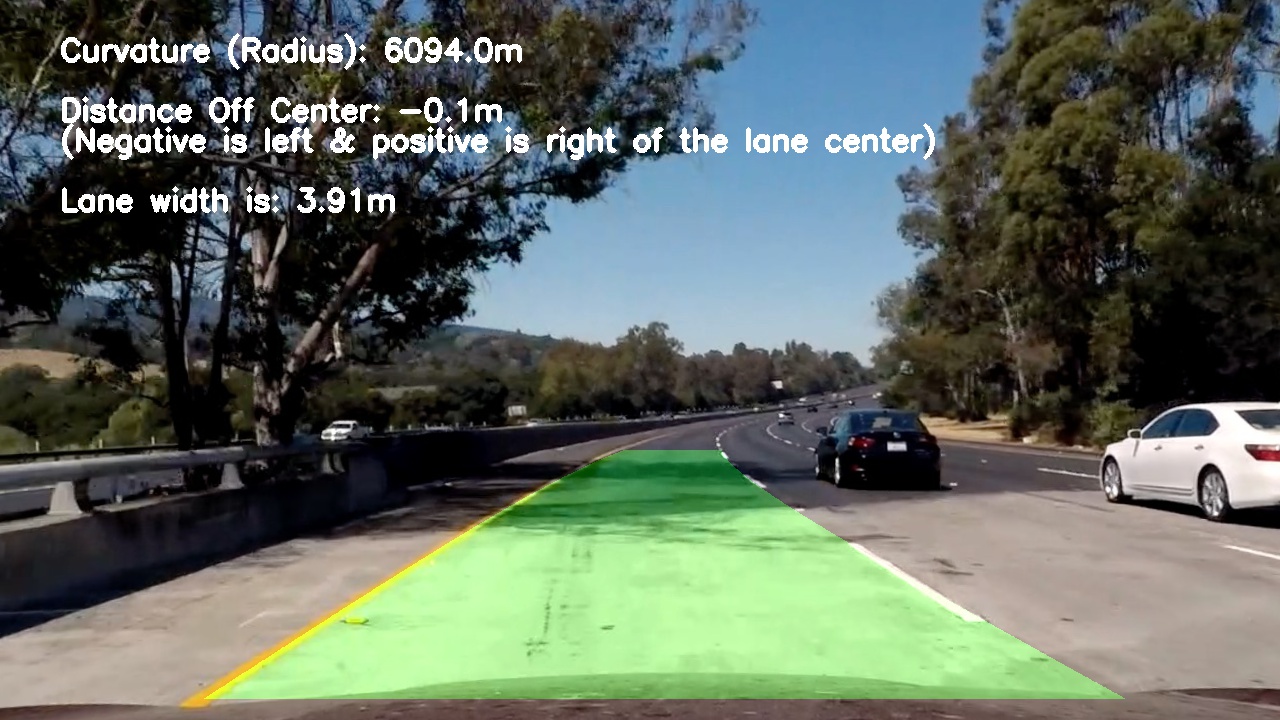 Curvature (Radius): 6094.0m
Distance Off Center: -0.1m
(Negative is left & positive is right of the lane center)
Lane width is: 3.91m